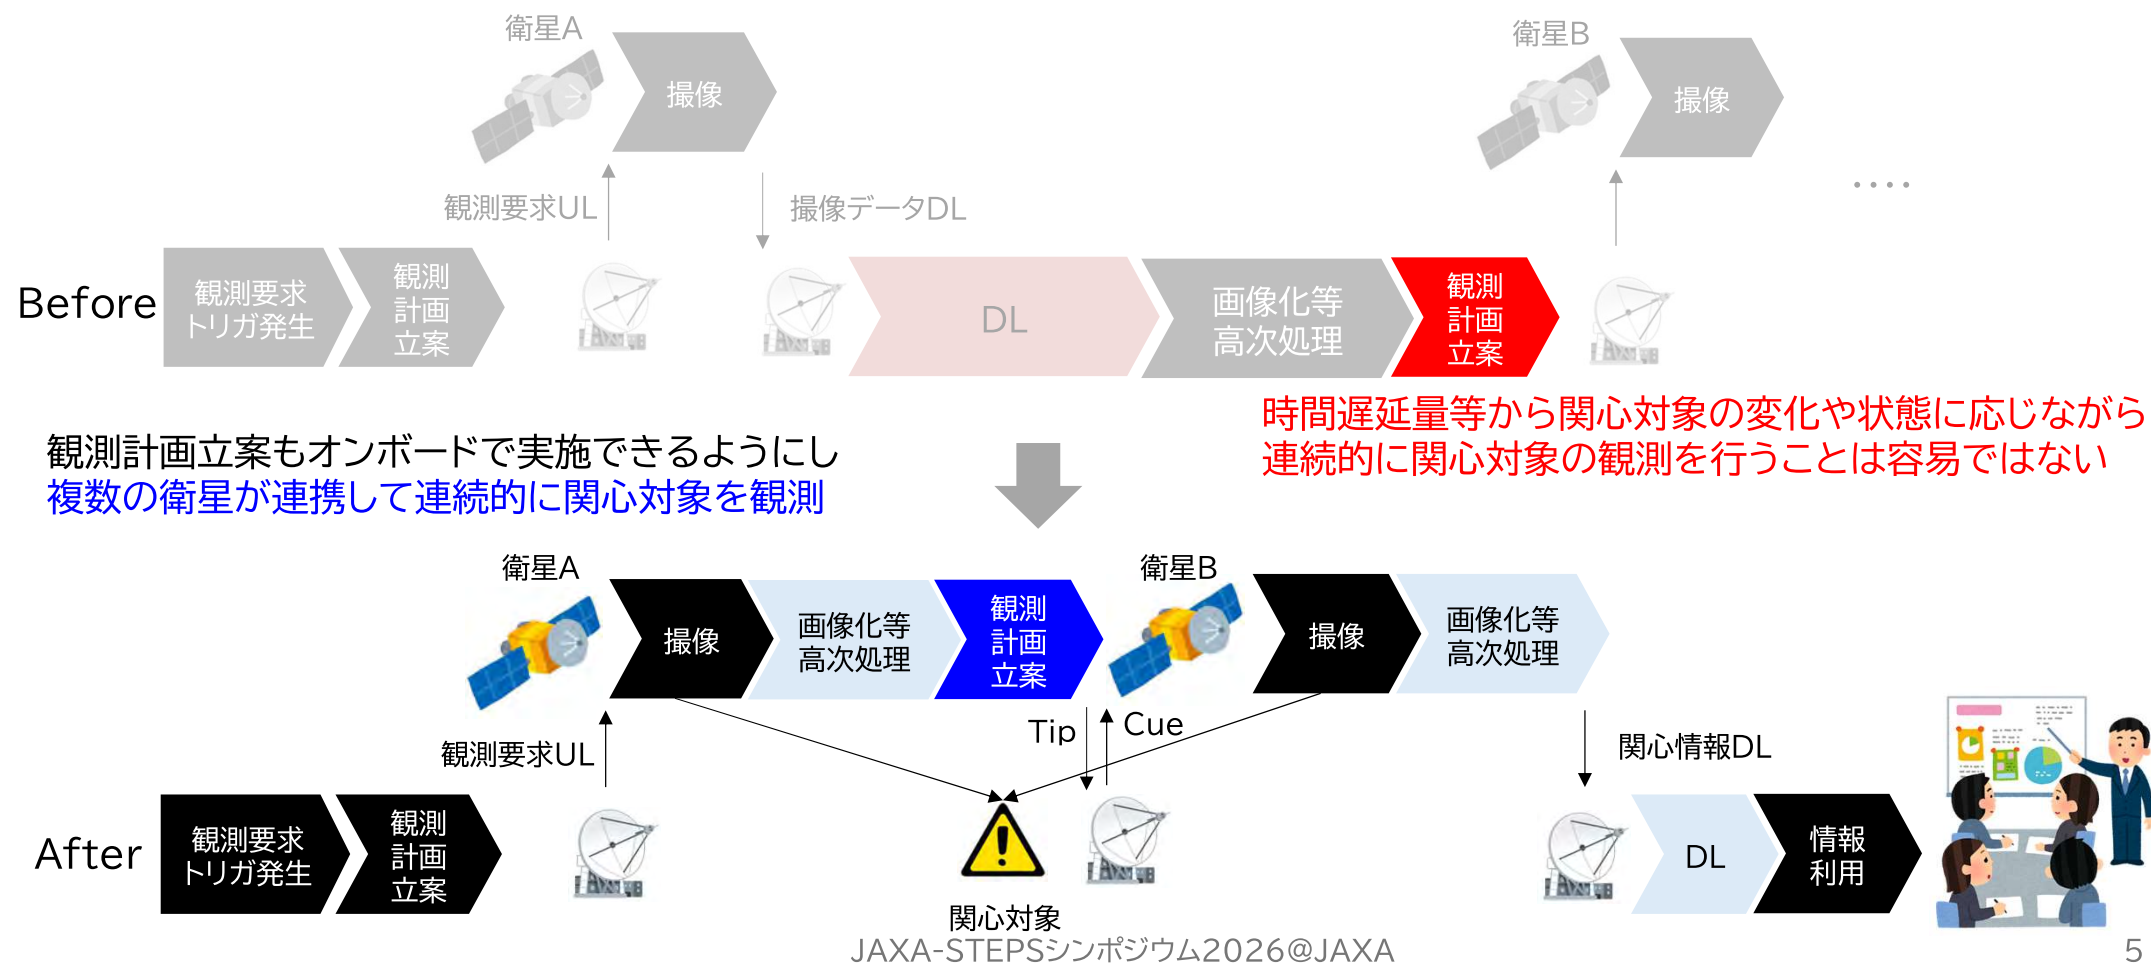 衛星A
撮像
衛星B
撮像
観測要求UL
撮像データDL
‥‥
Before
観測要求
トリガ発生
観測
計画
立案
DL
画像化等
高次処理
観測
計画
立案
時間遅延量等から関心対象の変化や状態に応じながら
連続的に関心対象の観測を行うことは容易ではない
観測計画立案もオンボードで実施できるようにし
複数の衛星が連携して連続的に関心対象を観測
衛星A
撮像
画像化等
高次処理
観測
計画
立案
衛星B
撮像
画像化等
高次処理
観測要求UL
Tip
Cue
関心情報DL
After
観測要求
トリガ発生
観測
計画
立案
関心対象
DL
情報
利用
JAXA-STEPSシンポジウム2026@JAXA
5